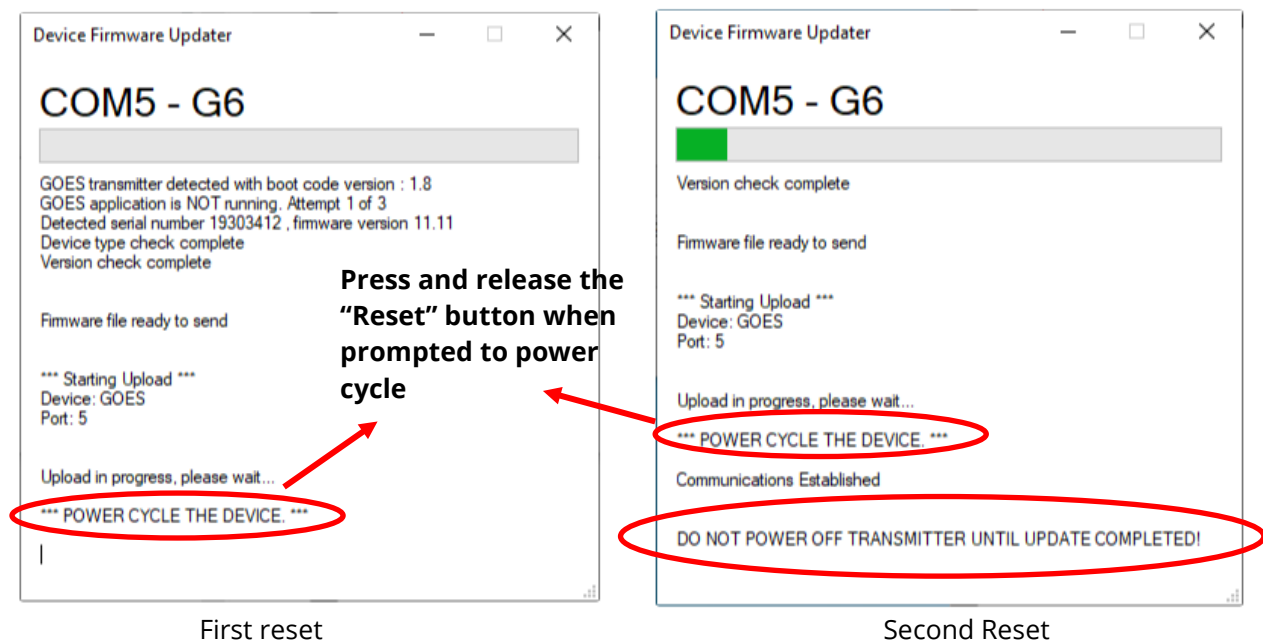 Device Firmware Updater
COM5 - G6
GOES transmitter detected with boot code version : 1.8
GOES application is NOT running. Attempt 1 of 3
Detected serial number 19303412 , firmware version 11.11
Device type check complete
Version check complete
Firmware file ready to send
*** Starting Upload ***
Device: GOES
Port: 5
Upload in progress, please wait...
*** POWER CYCLE THE DEVICE. ***
First reset
Press and release the
“Reset” button when
prompted to power
cycle
Device Firmware Updater
COM5 - G6
Version check complete
Firmware file ready to send
*** Starting Upload ***
Device: GOES
Port: 5
Upload in progress, please wait...
*** POWER CYCLE THE DEVICE. ***
Communications Established
DO NOT POWER OFF TRANSMITTER UNTIL UPDATE COMPLETED!
Second Reset